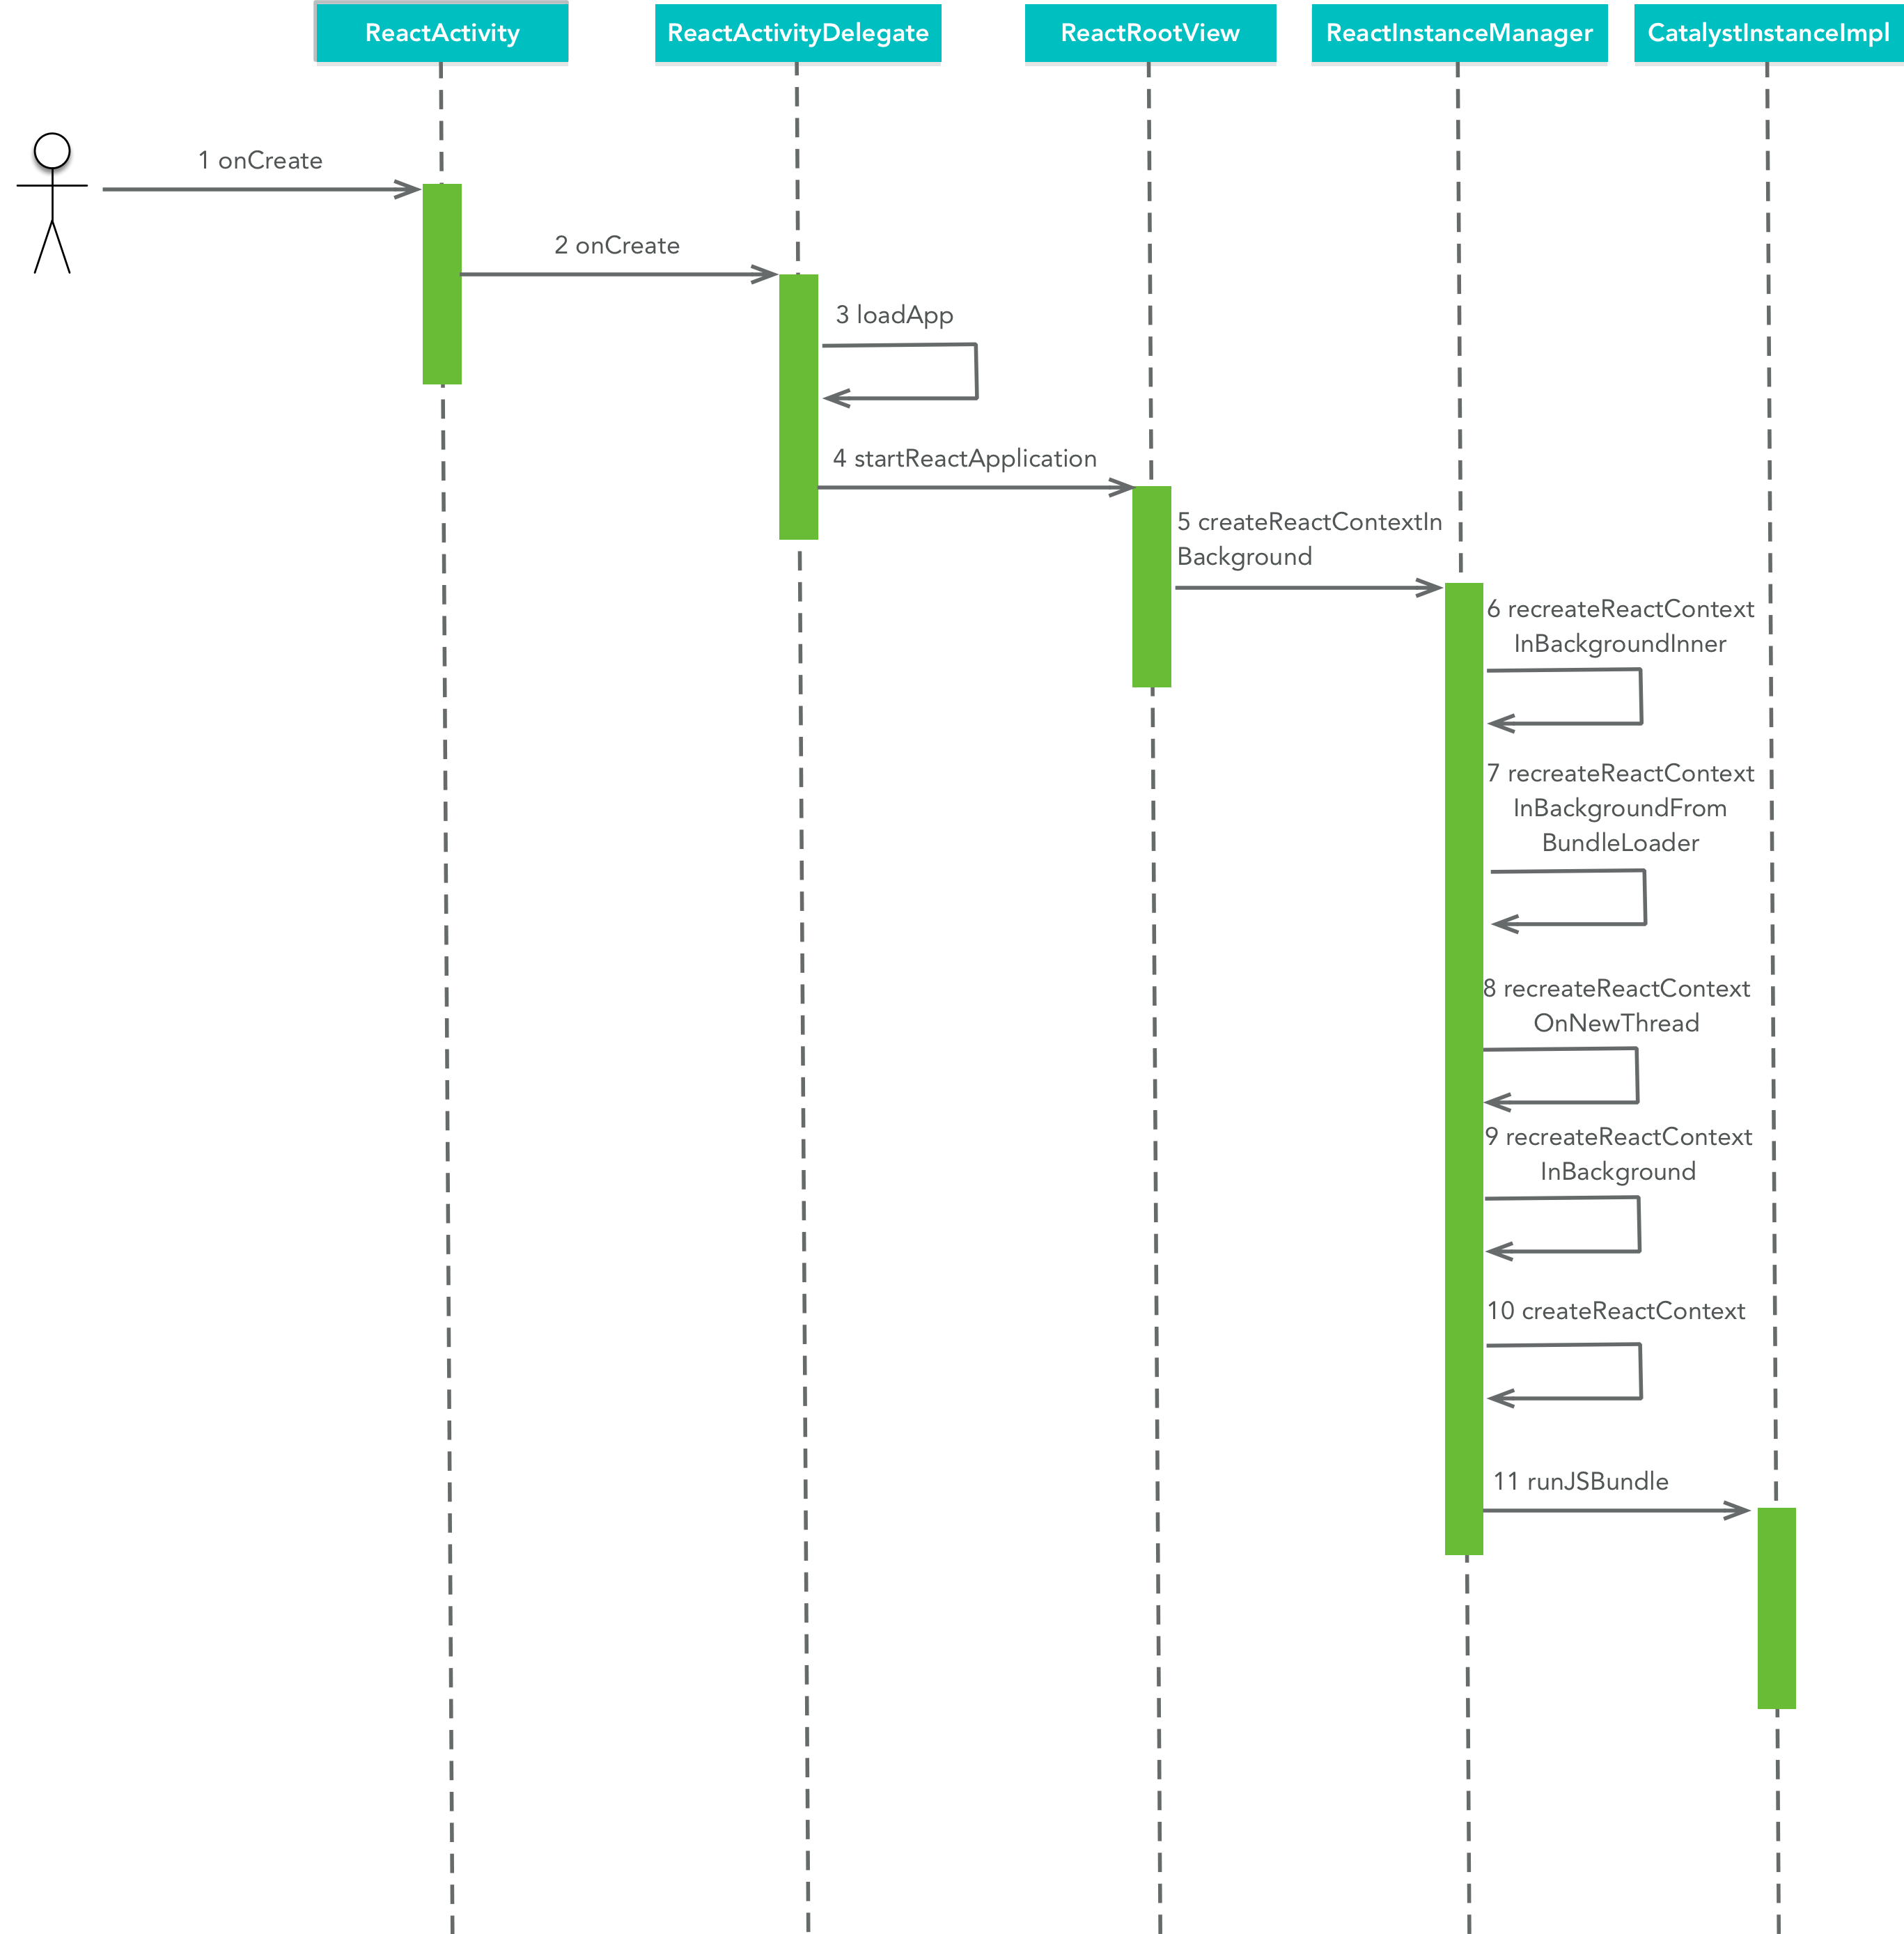 ReactActivity
ReactActivityDelegate
ReactRootView
ReactInstanceManager
CatalystInstanceImpl
1 onCreate
2 onCreate
3 loadApp
4 startReactApplication
5 createReactContextIn
Background
6 recreateReactContext
InBackgroundInner
7 recreateReactContext
InBackgroundFrom
BundleLoader
8 recreateReactContext
OnNewThread
9 recreateReactContext
InBackground
10 createReactContext
11 runJSBundle